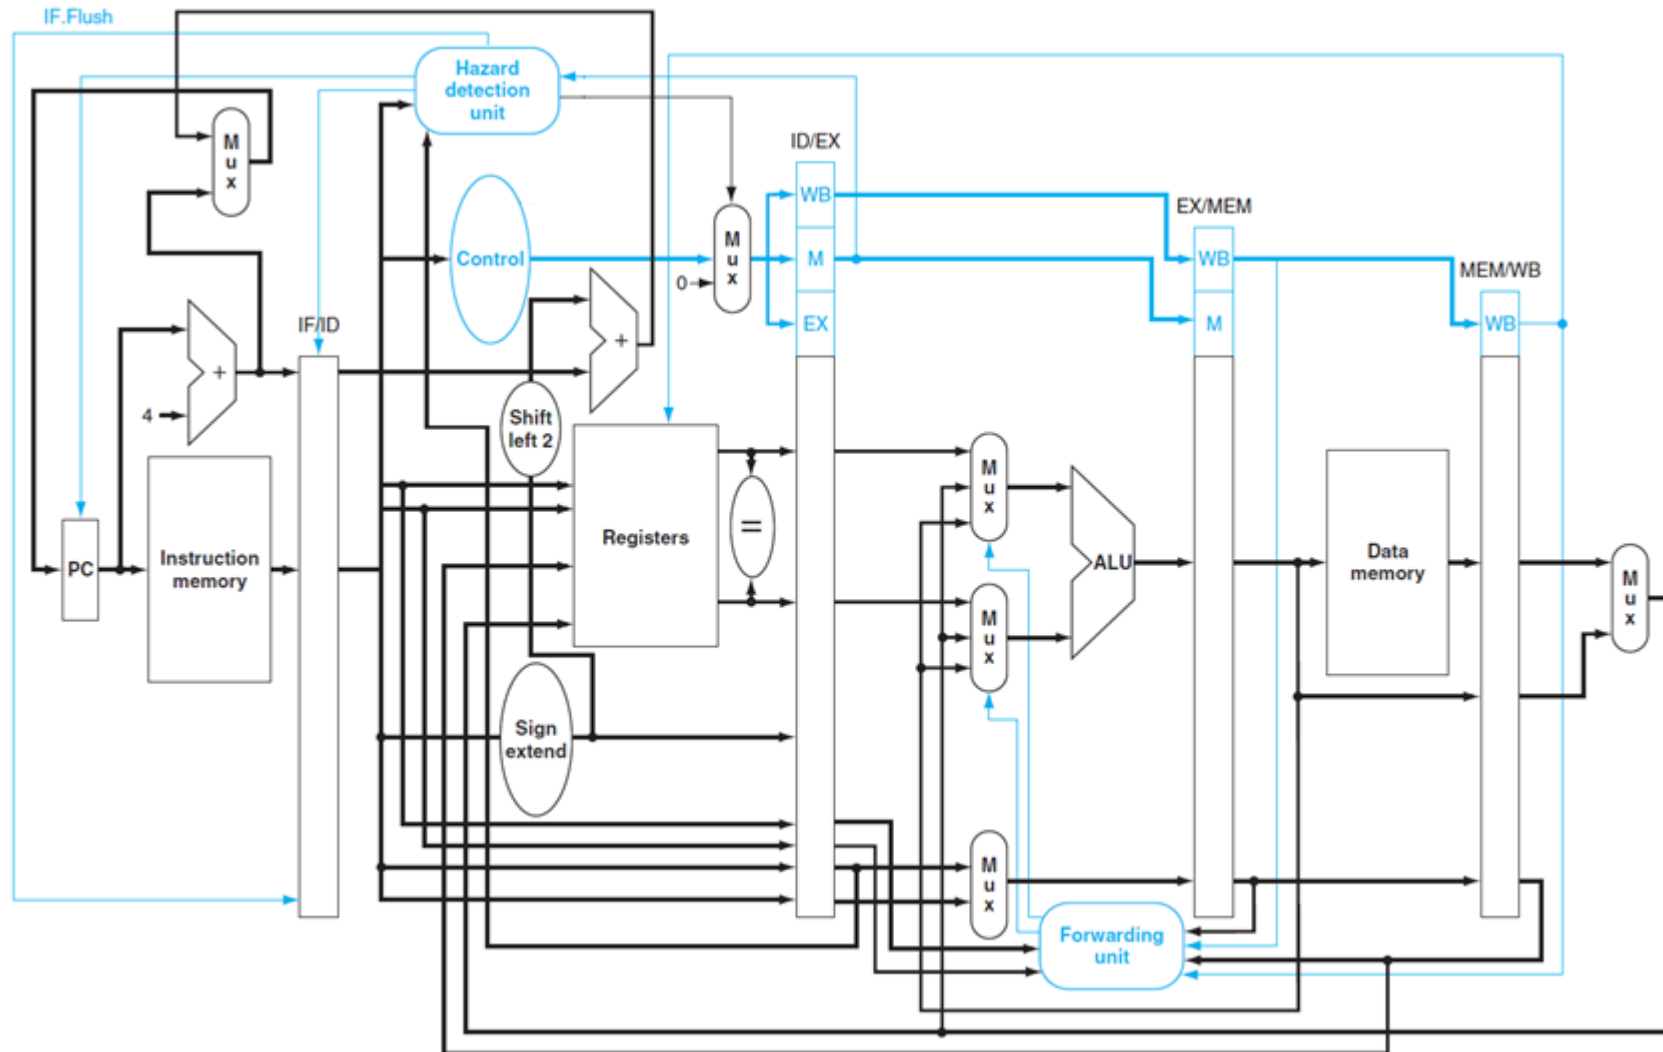 IF.Flush
Hazard
detection
unit
M
u
x
ID/EX
WB
EX/MEM
M
u
x
Control
M
WB
MEM/WB
0
IF/ID
EX
M
WB
+
+
4
Shift
left 2
M
u
x
Registers
=
PC
Instruction
memory
ALU
Data
memory
M
u
x
M
u
x
Sign
extend
M
u
x
Forwarding
unit